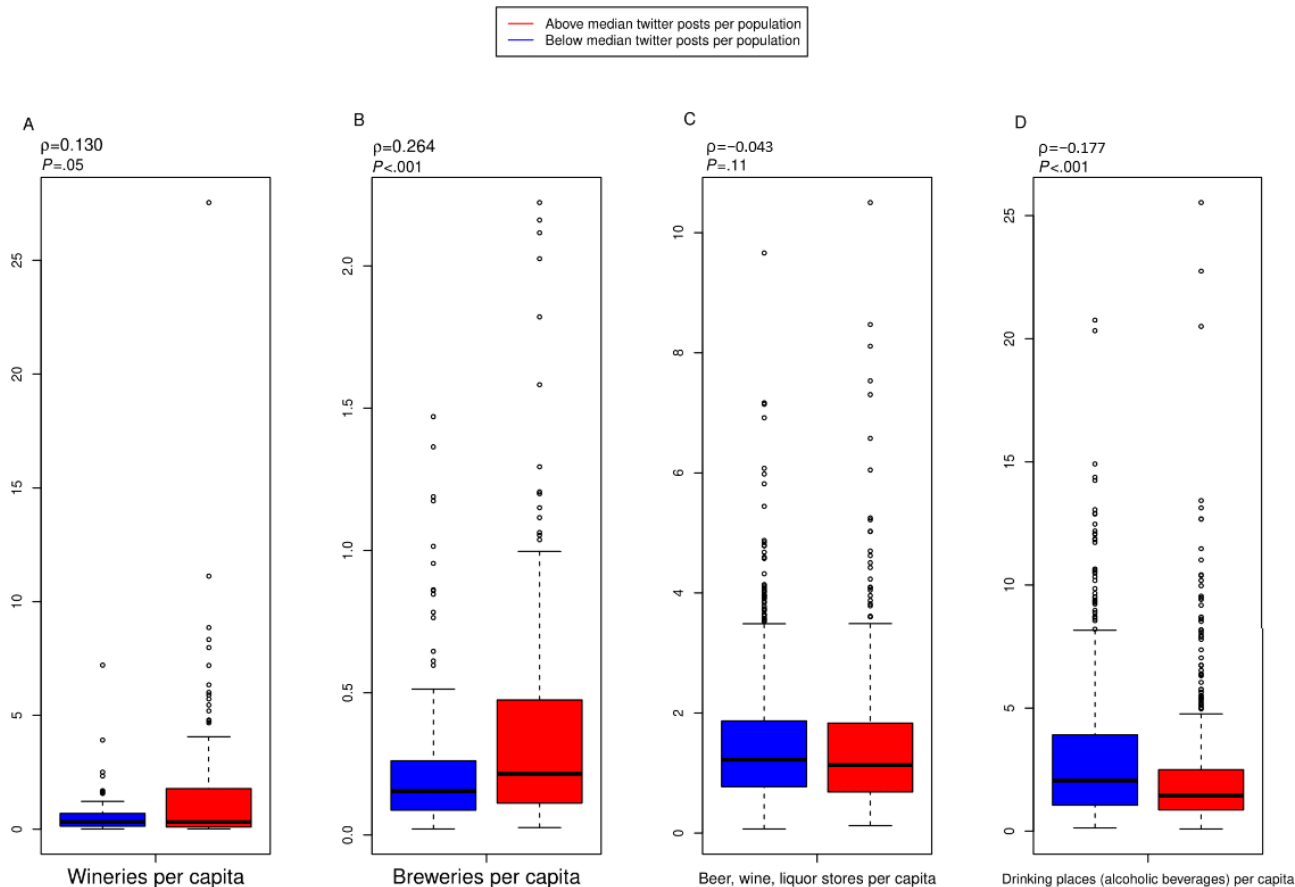 Above median twitter posts per population
Below median twitter posts per population
A
ρ=0.130
P=.05
25
20
15
10
5
0
Wineries per capita
B
ρ=0.264
P<.001
2.0
1.5
1.0
0.5
0.0
Breweries per capita
C
ρ=−0.043
P=.11
10
8
6
4
2
0
Beer, wine, liquor stores per capita
D
ρ=−0.177
P<.001
25
20
15
10
5
0
Drinking places (alcoholic beverages) per capita